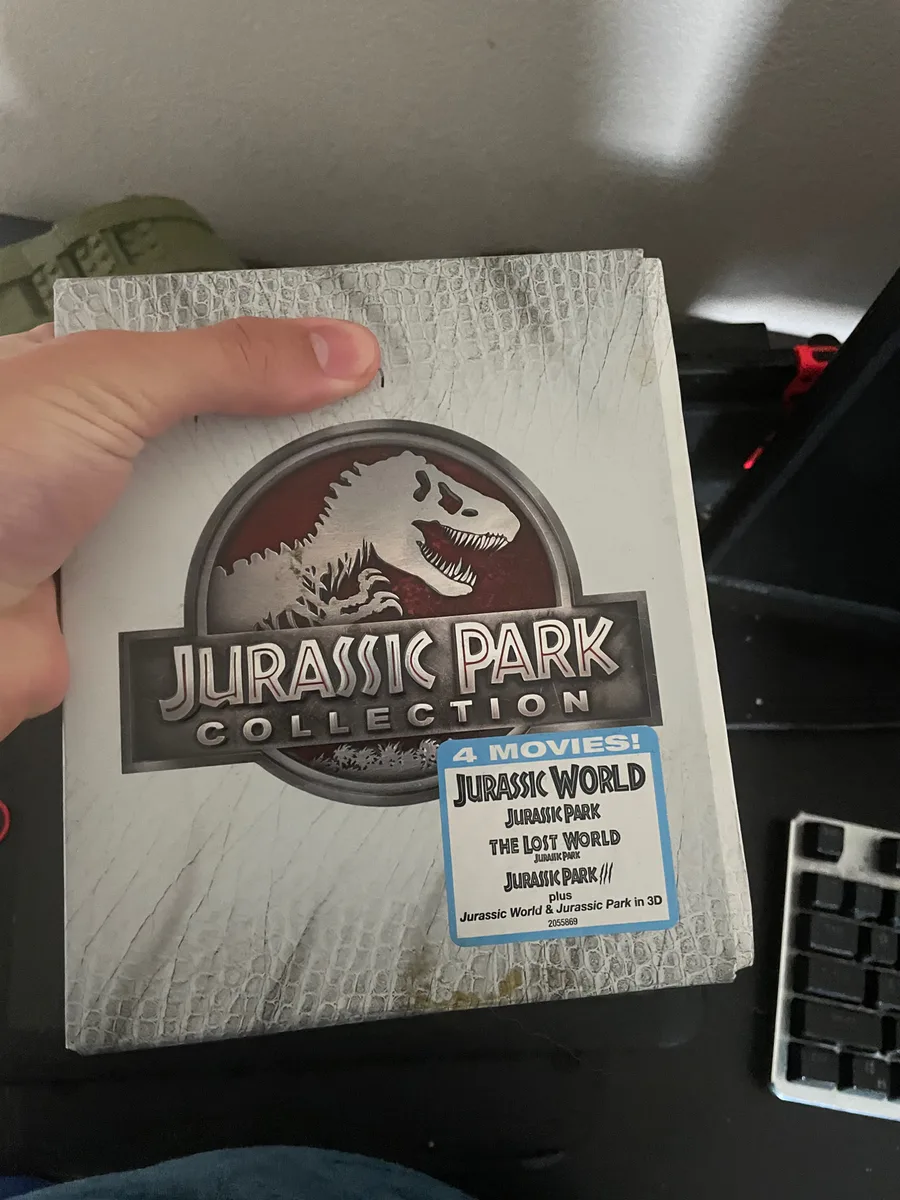 JURASSIC PARK
COLLECTION
4 MOVIES!
JURASSIC WORLD
JURASSIC PARK
THE LOST WORLD
JURASSIC PARK
JURASSIC PARK III
plus
Jurassic World & Jurassic Park in 3D
2055869